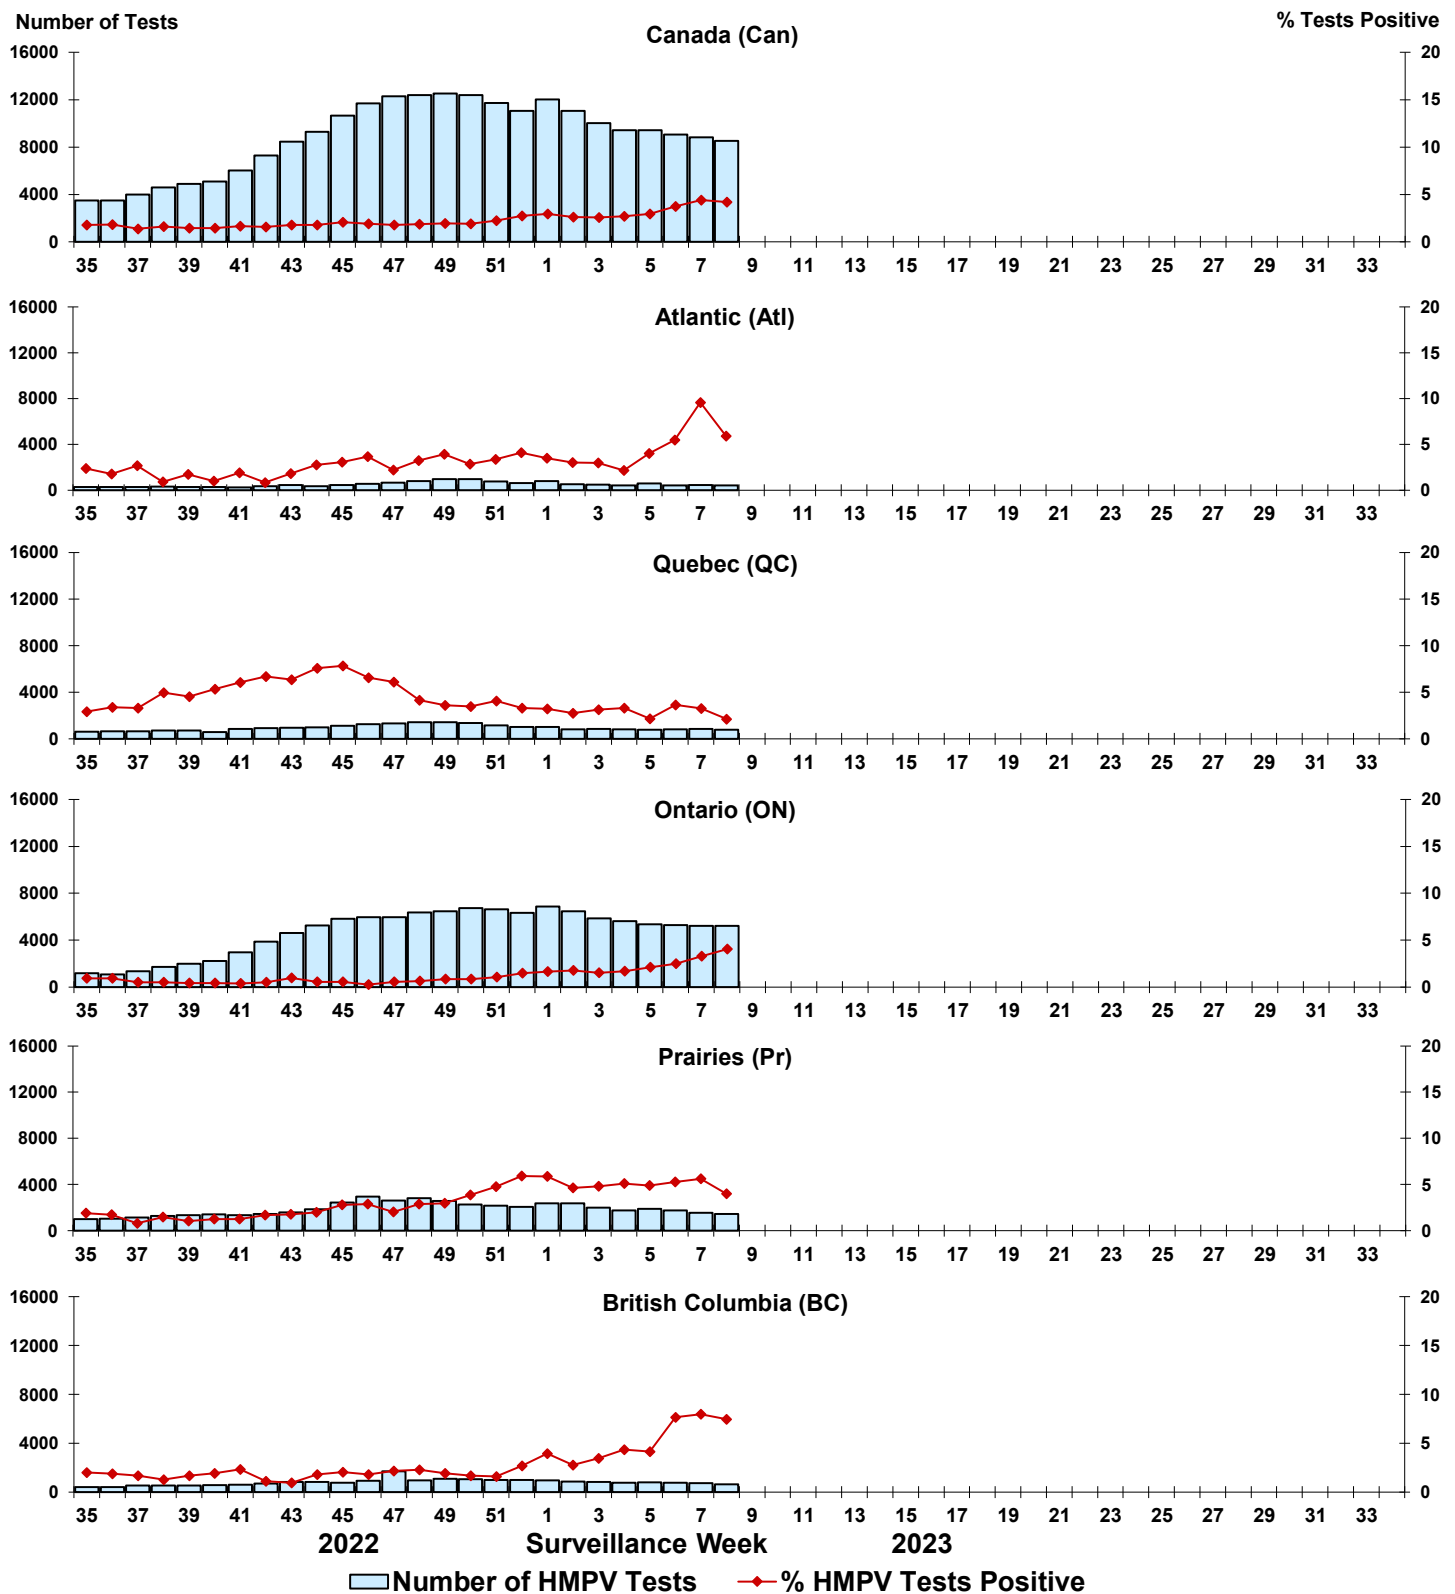 Number of Tests
% Tests Positive
Canada (Can)
16000 20
12000 15
8000 10
4000 5
0 0
35 37 39 41 43 45 47 49 51 1 3 5 7 9 11 13 15 17 19 21 23 25 27 29 31 33
Atlantic (Atl)
16000 20
12000 15
8000 10
4000 5
0 0
35 37 39 41 43 45 47 49 51 1 3 5 7 9 11 13 15 17 19 21 23 25 27 29 31 33
Quebec (QC)
16000 20
12000 15
8000 10
4000 5
0 0
35 37 39 41 43 45 47 49 51 1 3 5 7 9 11 13 15 17 19 21 23 25 27 29 31 33
Ontario (ON)
16000 20
12000 15
8000 10
4000 5
0 0
35 37 39 41 43 45 47 49 51 1 3 5 7 9 11 13 15 17 19 21 23 25 27 29 31 33
Prairies (Pr)
16000 20
12000 15
8000 10
4000 5
0 0
35 37 39 41 43 45 47 49 51 1 3 5 7 9 11 13 15 17 19 21 23 25 27 29 31 33
British Columbia (BC)
16000 20
12000 15
8000 10
4000 5
0 0
35 37 39 41 43 45 47 49 51 1 3 5 7 9 11 13 15 17 19 21 23 25 27 29 31 33
2022 Surveillance Week 2023
Number of HMPV Tests % HMPV Tests Positive